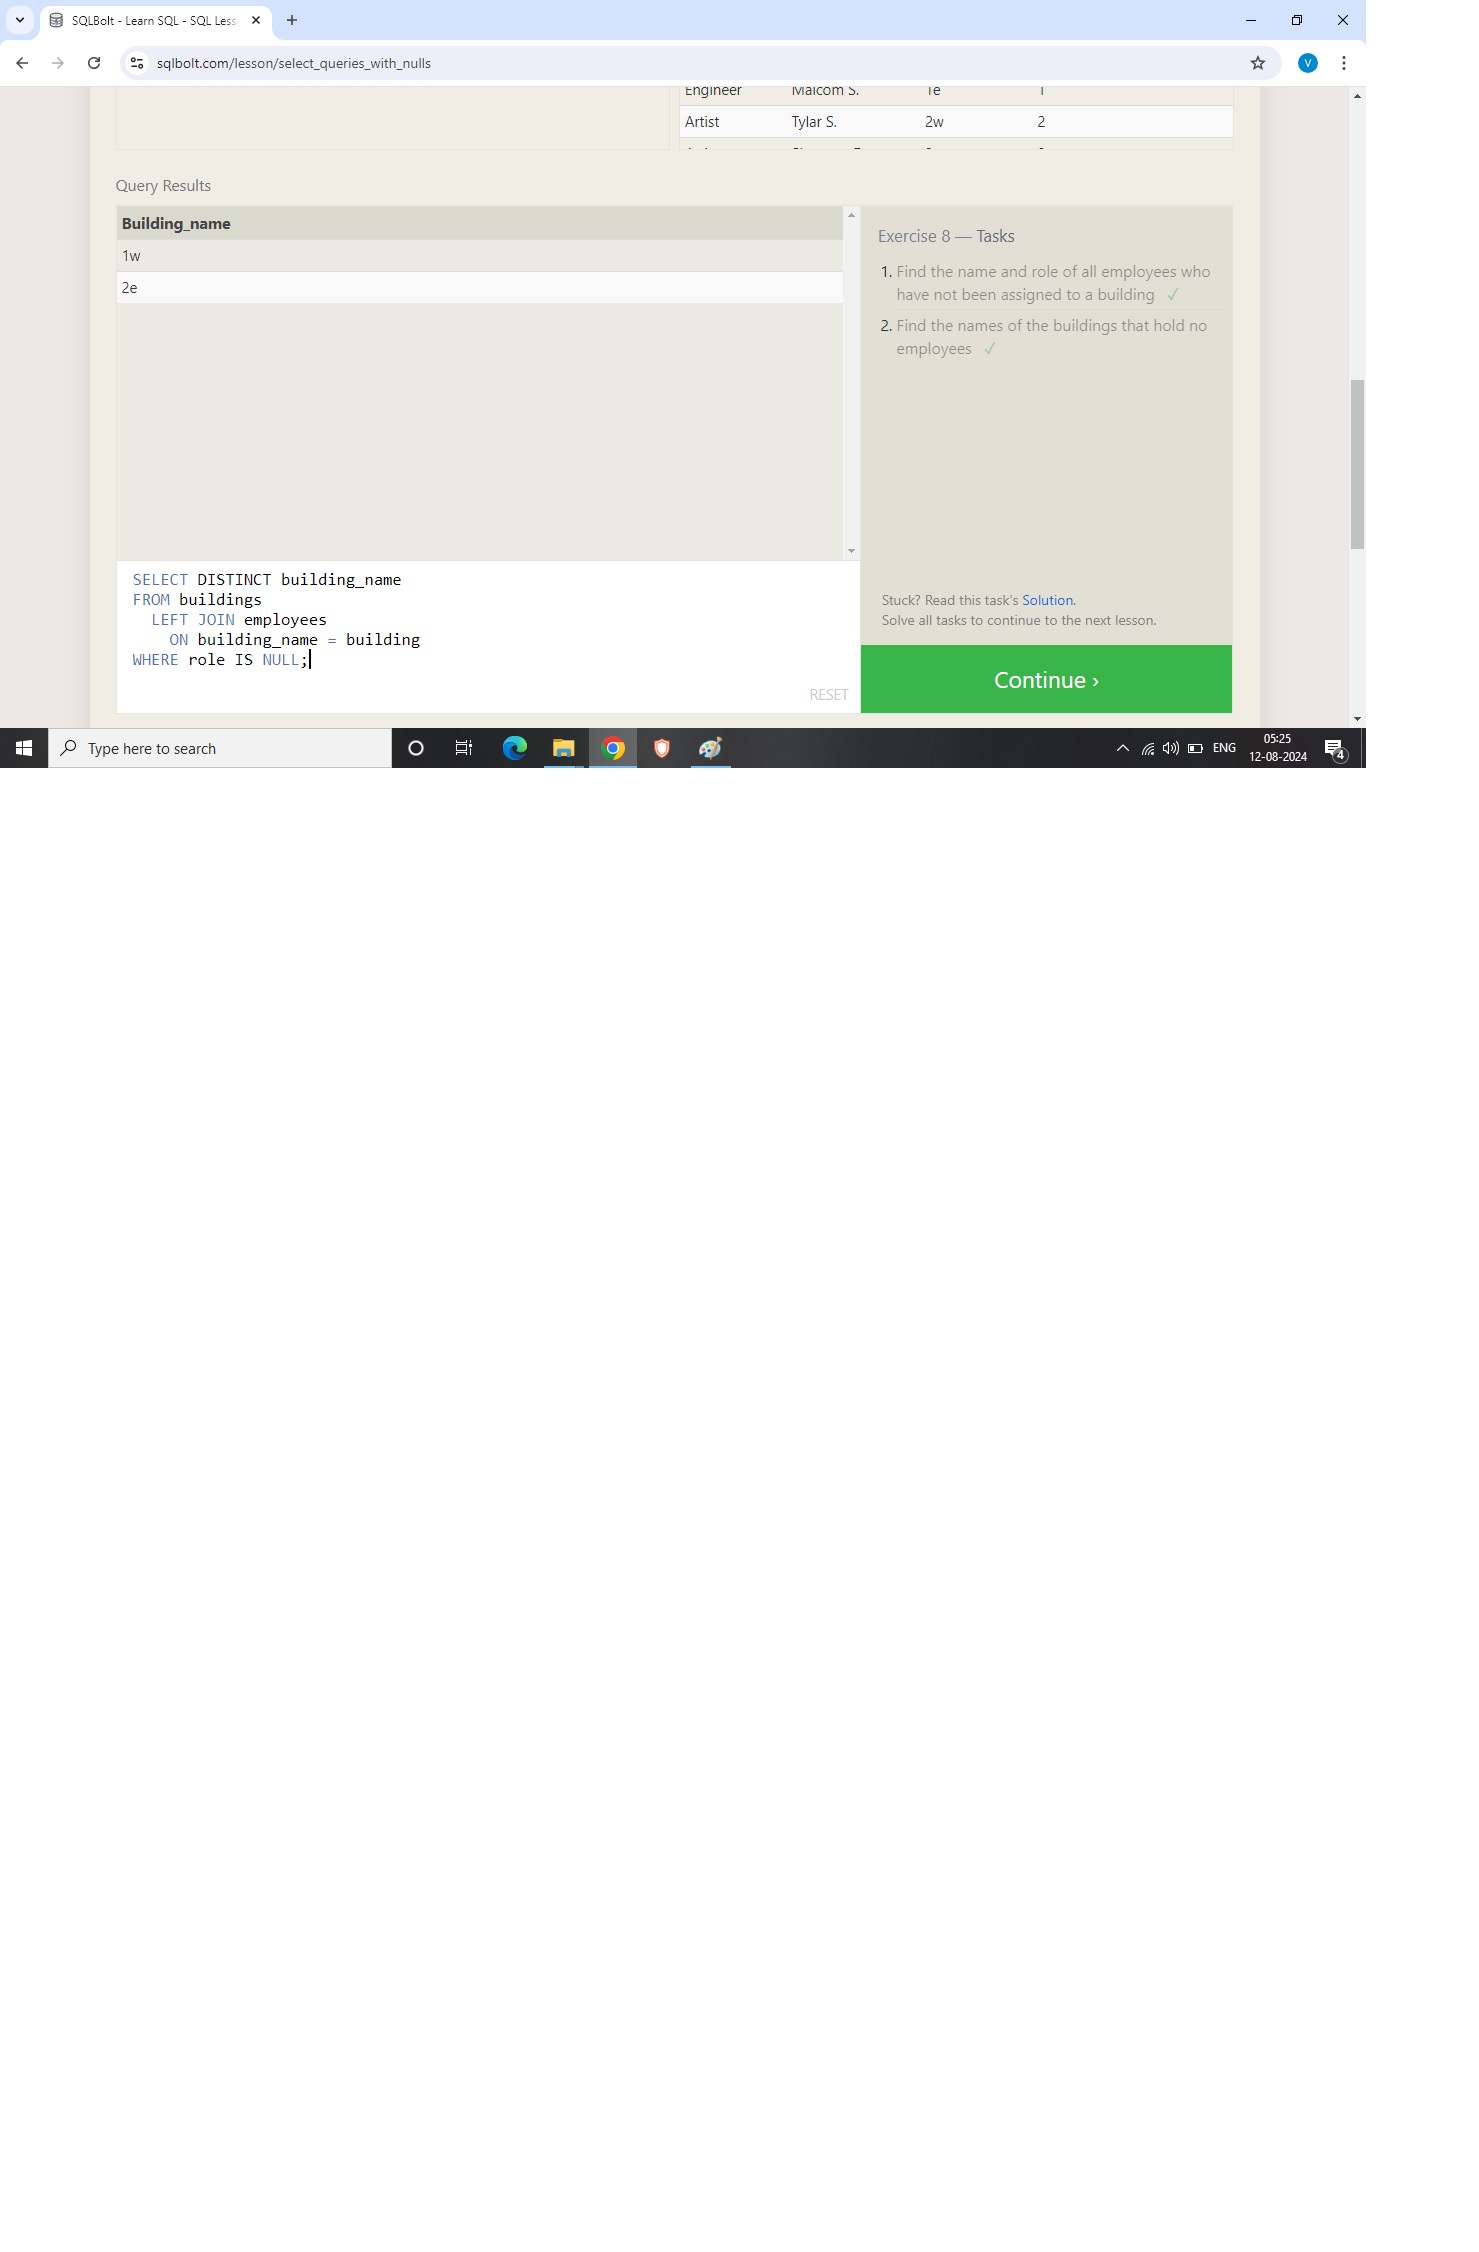 SQLBolt - Learn SQL - SQL Less
sqlbolt.com/lesson/select_queries_with_nulls
V
Engineer Malcom S. 1e 1
Artist Tylar S. 2w 2
Query Results
Building_name
1w
2e
Exercise 8 — Tasks
1. Find the name and role of all employees who
have not been assigned to a building ✓
2. Find the names of the buildings that hold no
employees ✓
SELECT DISTINCT building_name
FROM buildings
LEFT JOIN employees
ON building_name = building
WHERE role IS NULL;
RESET
Stuck? Read this task's Solution.
Solve all tasks to continue to the next lesson.
Continue ›
Type here to search
ENG
05:25
12-08-2024
4